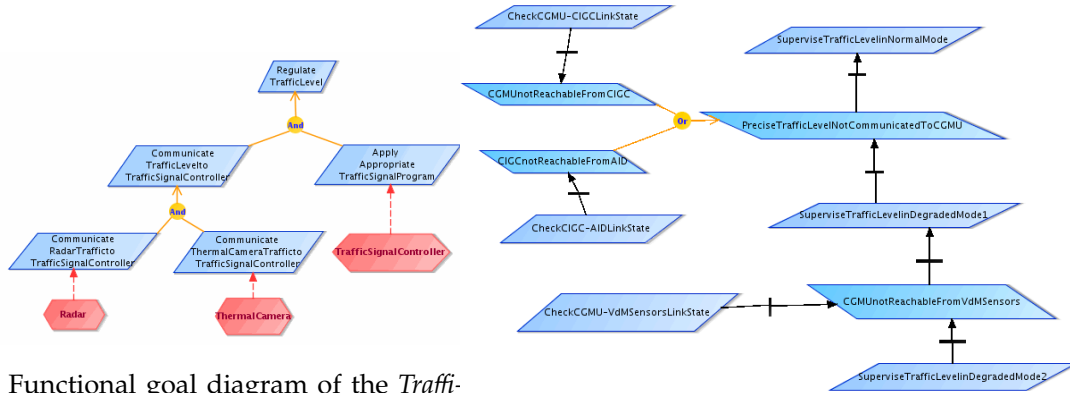 Regulate
TrafficLevel
And
Communicate
TrafficLevelto
TrafficSignalController
Apply
Appropriate
TrafficSignalProgram
And
Communicate
RadarTrafficto
TrafficSignalController
Communicate
ThermalCameraTrafficto
TrafficSignalController
TrafficSignalController
Radar
ThermalCamera
Functional goal diagram of the Traffi-
CheckCGMU-CIGCLinkState
SuperviseTrafficLevelinNormalMode
CGMUnotReachableFromCIGC
Or
PreciseTrafficLevelNotCommunicatedToCGMU
CIGCnotReachableFromAID
CheckCIGC-AIDLinkState
SuperviseTrafficLevelinDegradedMode1
CheckCGMU-VdMSensorsLinkState
CGMUnotReachableFromVdMSensors
SuperviseTrafficLevelinDegradedMode2